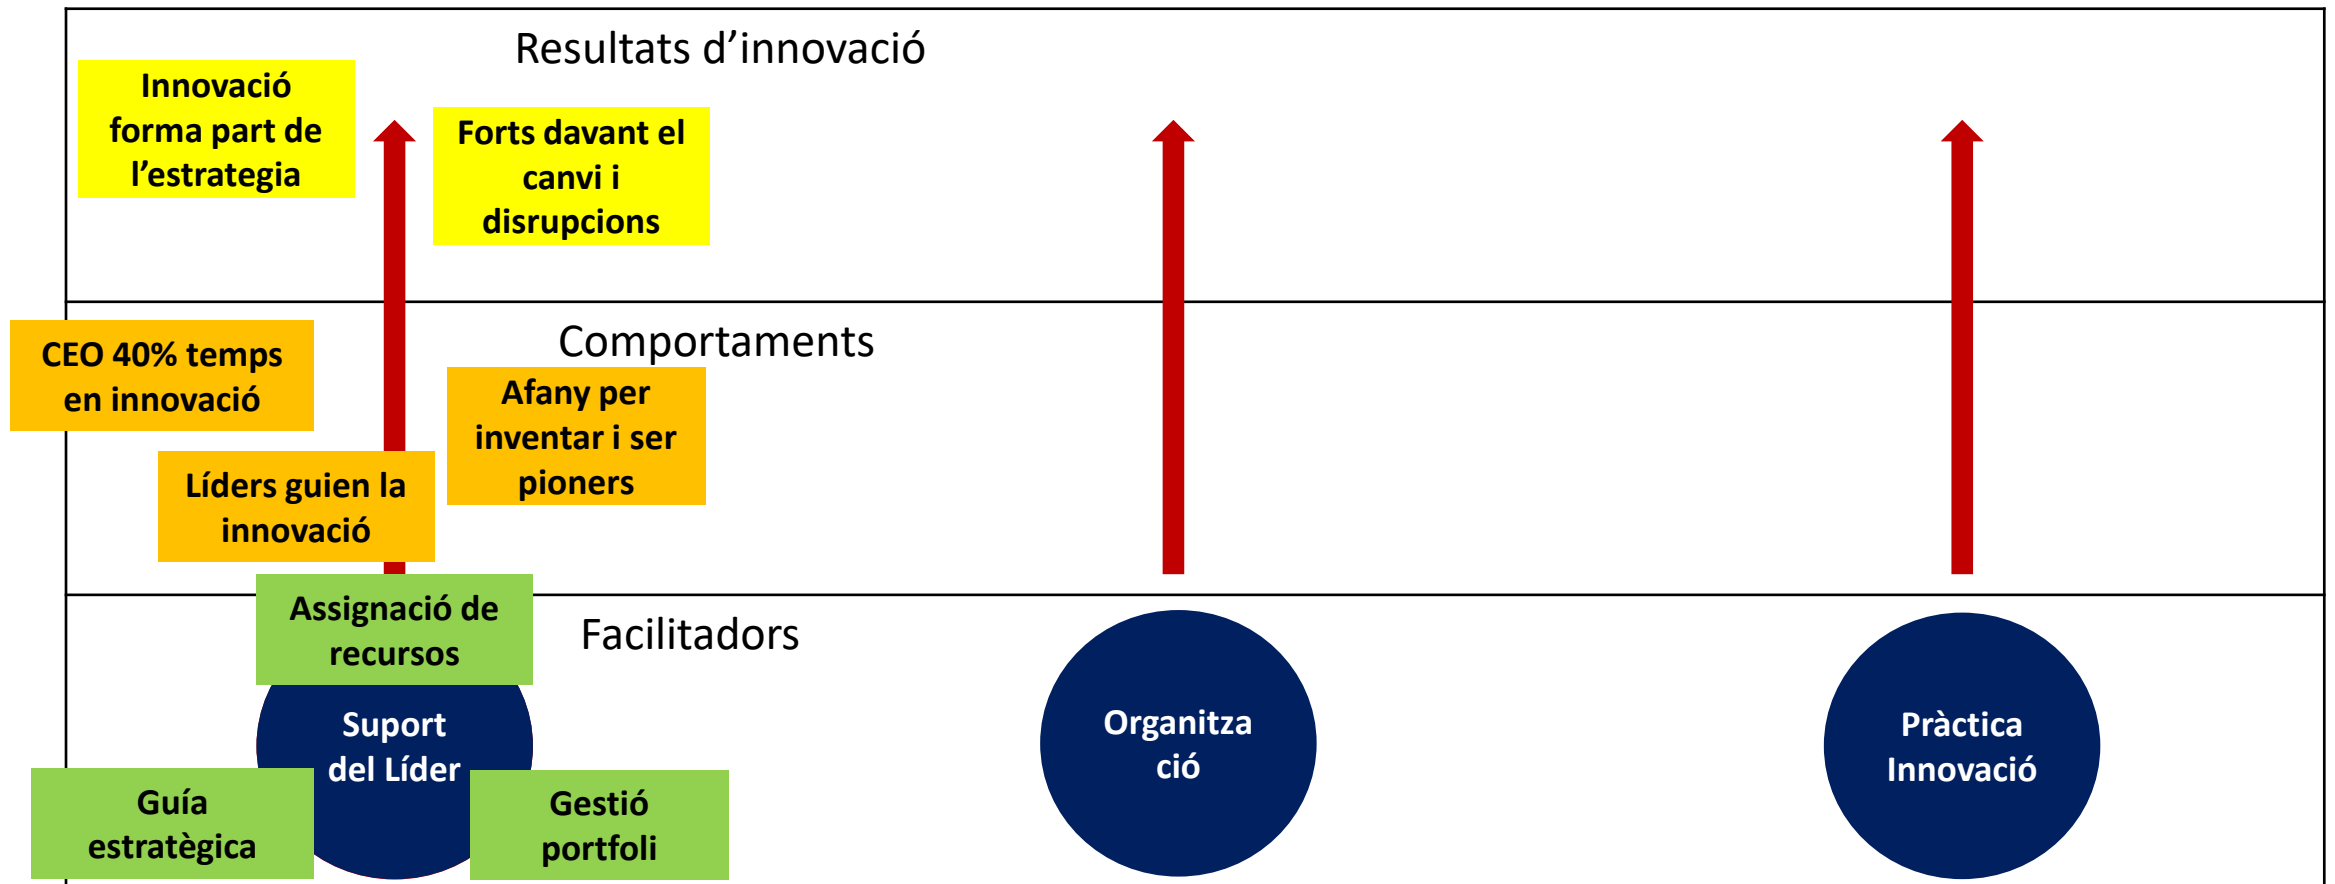 Resultats d’innovació
Innovació
forma part de
l’estrategia
Forts davant el
canvi i
disrupcions
Comportaments
CEO 40% temps
en innovació
Afany per
inventar i ser
pioners
Líders guien la
innovació
Facilitadors
Assignació de
recursos
Suport
del Líder
Guía
estratègica
Gestió
portfoli
Organitza
ció
Pràctica
Innovació